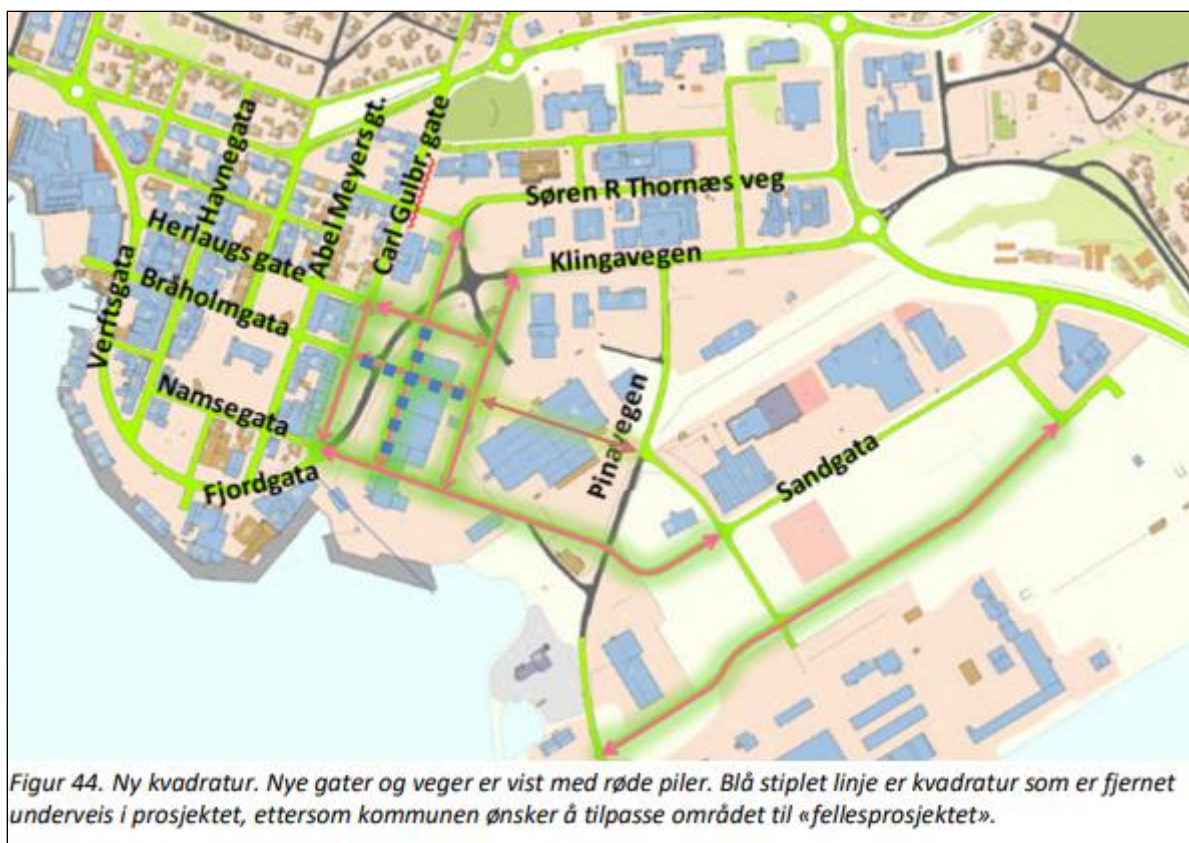 Havnegata
Abel Meyers gt.
Carl Gulbr. gate
Søren R Thornæs veg
Herlaugs gate
Klingavegen
Bråholmgata
Verftsgata
Namsegata
Pinavegen
Fjordgata
Sandgata
Figur 44. Ny kvadratur. Nye gater og veger er vist med røde piler. Blå stiplet linje er kvadratur som er fjernet
underveis i prosjektet, ettersom kommunen ønsker å tilpasse området til «fellesprosjektet».